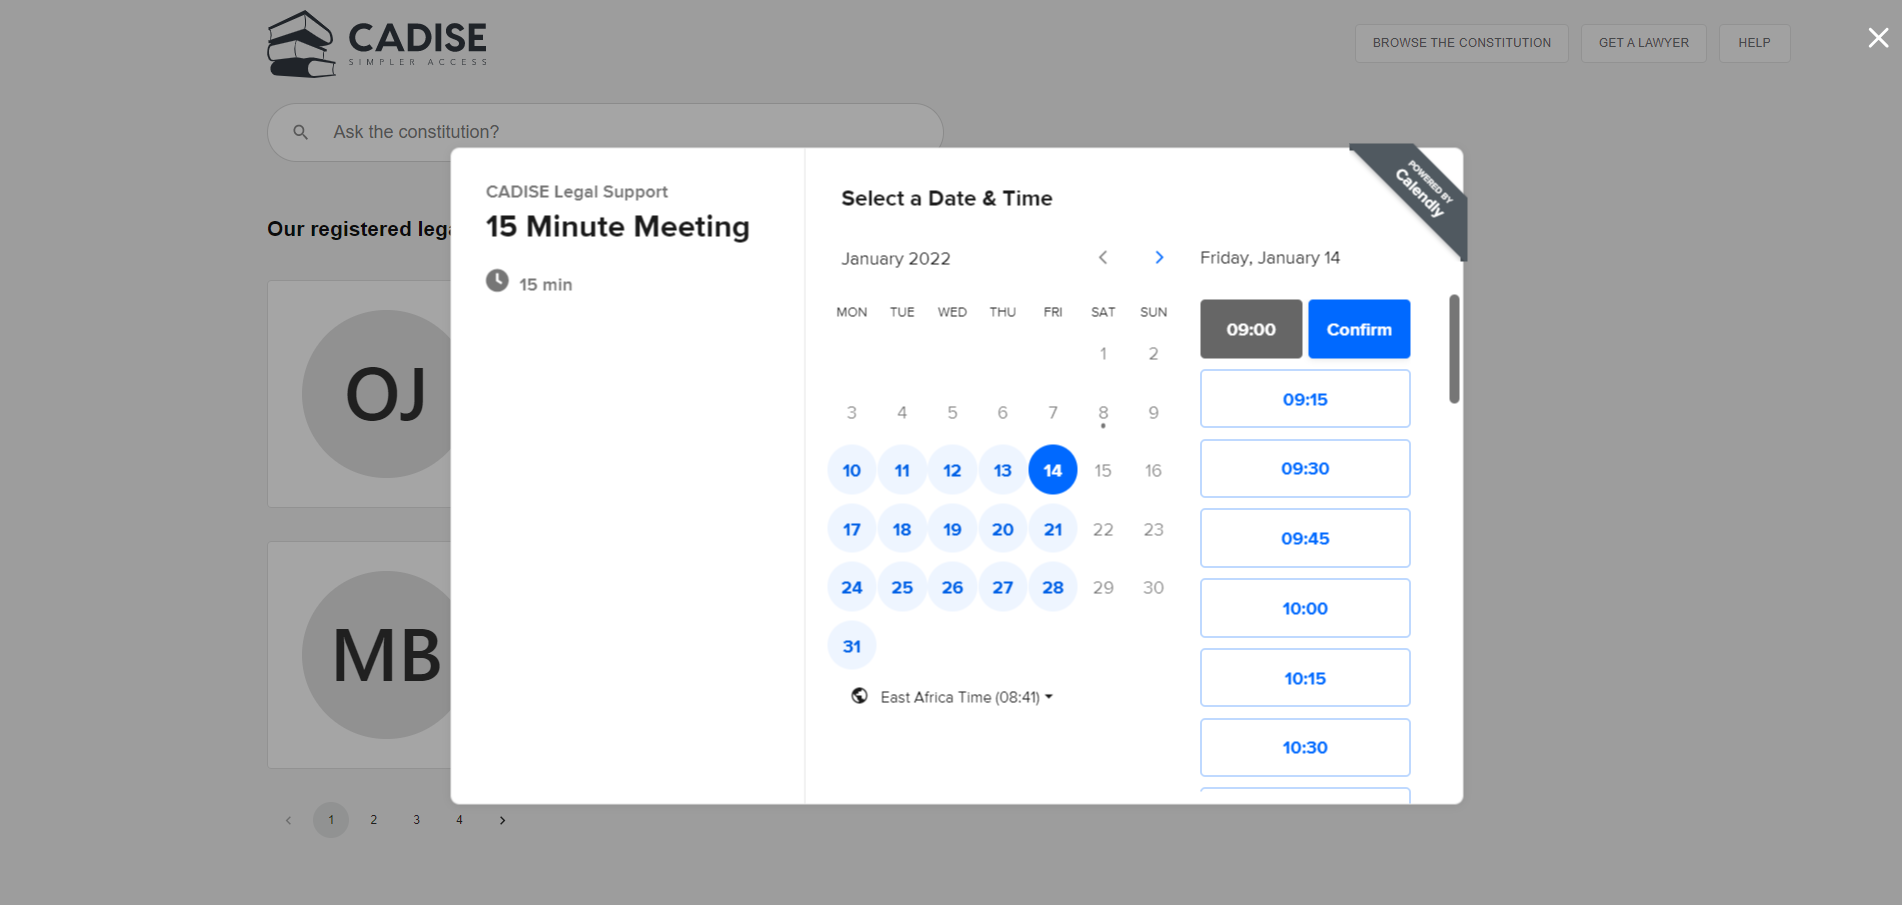 CADISE
SIMPLER ACCESS
BROWSE THE CONSTITUTION
GET A LAWYER
HELP
Ask the constitution?
Our registered lega
OJ
MB
1 2 3 4
CADISE Legal Support
15 Minute Meeting
15 min
Select a Date & Time
POWERED BY
Calendly
January 2022
MON TUE WED THU FRI SAT SUN
1 2
3 4 5 6 7 8 9
10 11 12 13 14 15 16
17 18 19 20 21 22 23
24 25 26 27 28 29 30
31
East Africa Time (08:41)
Friday, January 14
09:00 Confirm
09:15
09:30
09:45
10:00
10:15
10:30